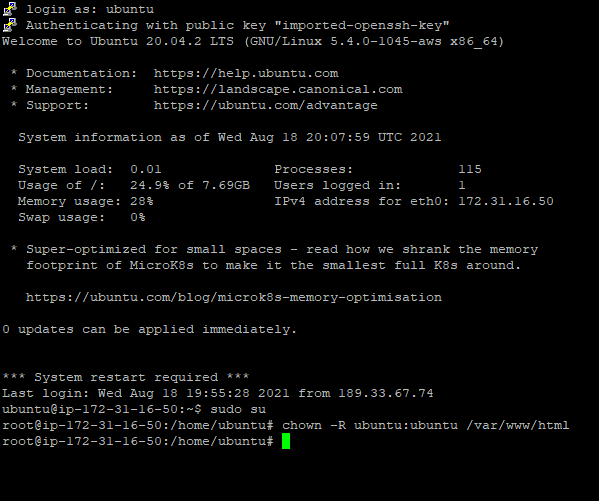 login as: ubuntu
Authenticating with public key "imported-openssh-key"
Welcome to Ubuntu 20.04.2 LTS (GNU/Linux 5.4.0-1045-aws x86_64)
* Documentation:  https://help.ubuntu.com
* Management:     https://landscape.canonical.com
* Support:        https://ubuntu.com/advantage
System information as of Wed Aug 18 20:07:59 UTC 2021
System load:  0.01               Processes:             115
Usage of /:   24.9% of 7.69GB   Users logged in:       1
Memory usage: 28%                IPv4 address for eth0: 172.31.16.50
Swap usage:   0%
* Super-optimized for small spaces - read how we shrank the memory
footprint of MicroK8s to make it the smallest full K8s around.
https://ubuntu.com/blog/microk8s-memory-optimisation
0 updates can be applied immediately.
*** System restart required ***
Last login: Wed Aug 18 19:55:28 2021 from 189.33.67.74
ubuntu@ip-172-31-16-50:~$ sudo su
root@ip-172-31-16-50:/home/ubuntu# chown -R ubuntu:ubuntu /var/www/html
root@ip-172-31-16-50:/home/ubuntu#